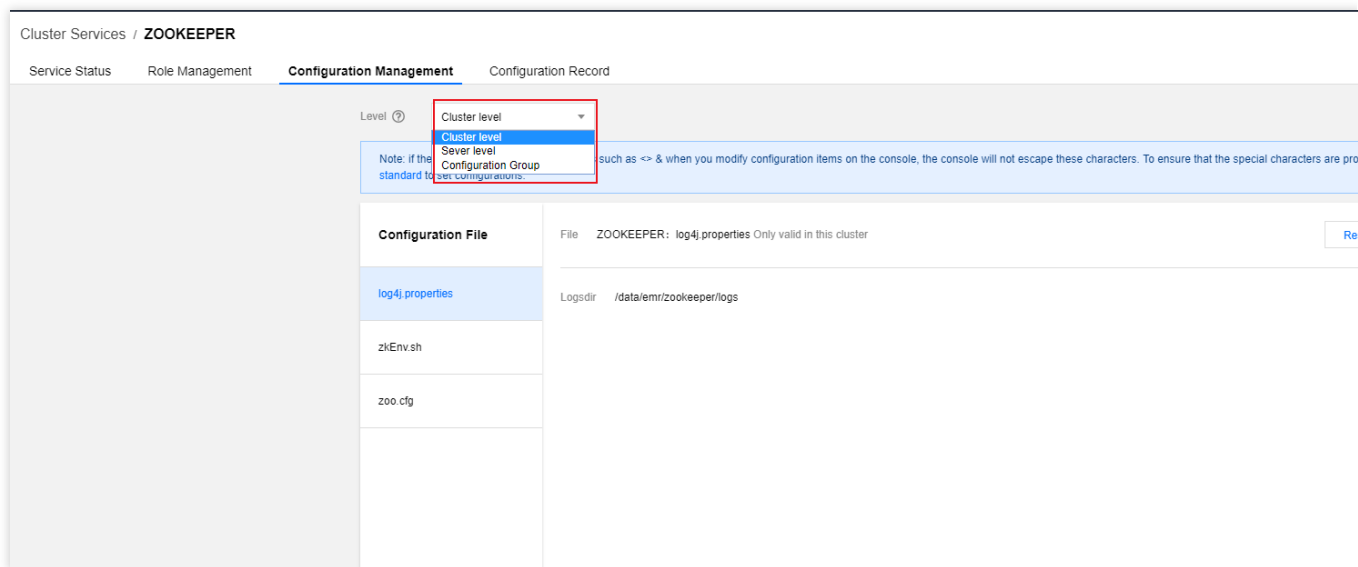 Cluster Services / ZOOKEEPER
Service Status Role Management Configuration Management Configuration Record
Level ? Cluster level
Cluster level
Sever level
Configuration Group
Note: if the such as <> & when you modify configuration items on the console, the console will not escape these characters. To ensure that the special characters are pro
standard to set configurations.
Configuration File
File ZOOKEEPER: log4j.properties Only valid in this cluster
Re
log4j.properties
Logsdir /data/emr/zookeeper/logs
zkEnv.sh
zoo.cfg